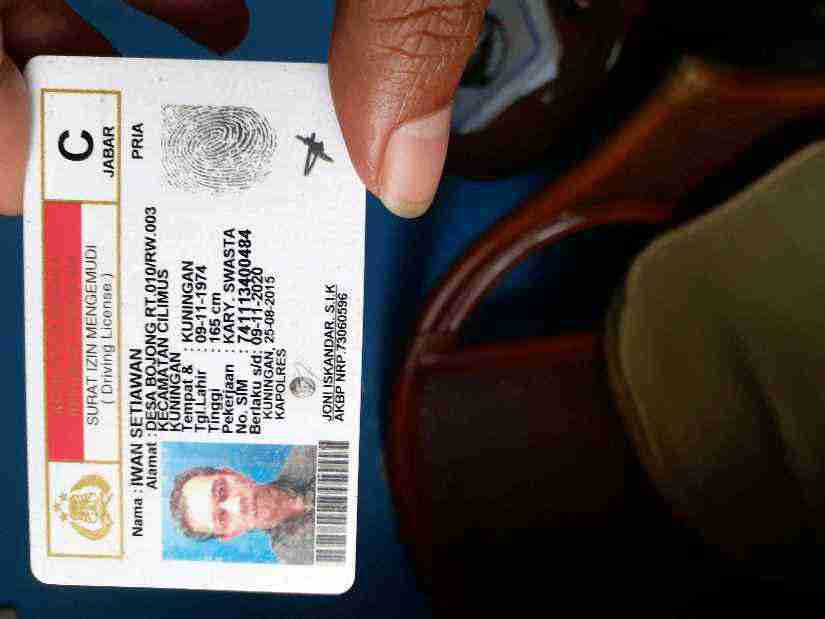 SURAT IZIN MENGEMUDI
( Driving License )
C
JABAR
Nama : IWAN SETIAWAN
PRIA
Alamat : DESA BOJONG RT.010/RW.003
KECAMATAN CILIMUS
KUNINGAN
Tempat & : KUNINGAN
Tgl.Lahir : 09-11-1974
Tinggi : 165 cm
Pekerjaan : KARY. SWASTA
No. SIM : 741113400484
Berlaku s/d: 09-11-2020
KUNINGAN, 25-08-2015
KAPOLRES
JONI ISKANDAR, S.I.K
AKBP NRP.73060596